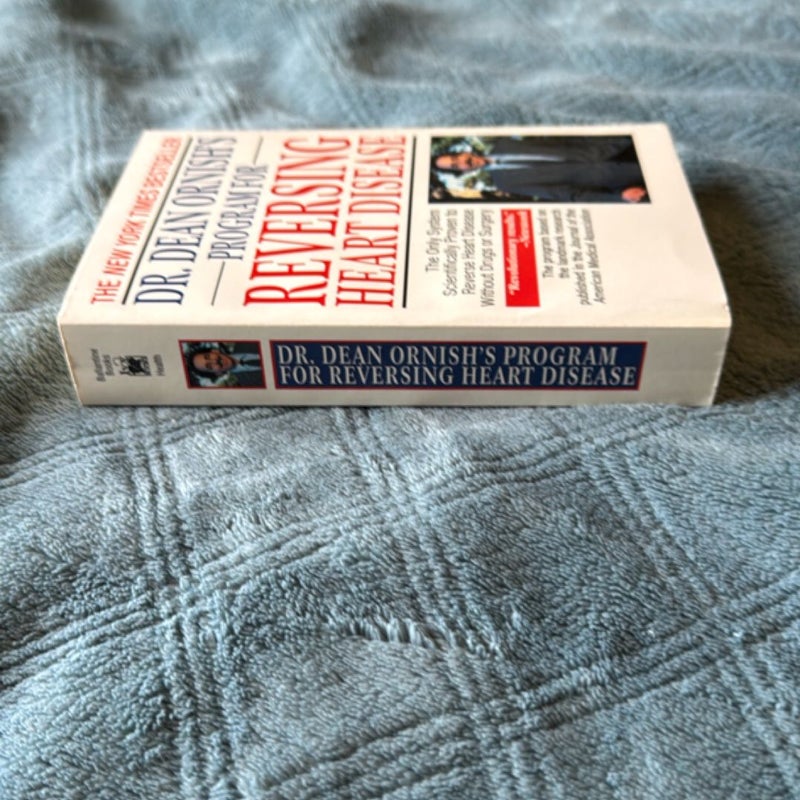 THE NEW YORK TIMES BESTSELLER
DR. DEAN ORNISH'S
PROGRAM FOR
REVERSING
HEART DISEASE
The Only System
Scientifically Proven to
Reverse Heart Disease
Without Drugs or Surgery
"Revolutionary results."
—Newsweek
The program based on
the landmark research
published in the Journal of the
American Medical Association
Ballantine
Books
Health
DR. DEAN ORNISH'S PROGRAM
FOR REVERSING HEART DISEASE